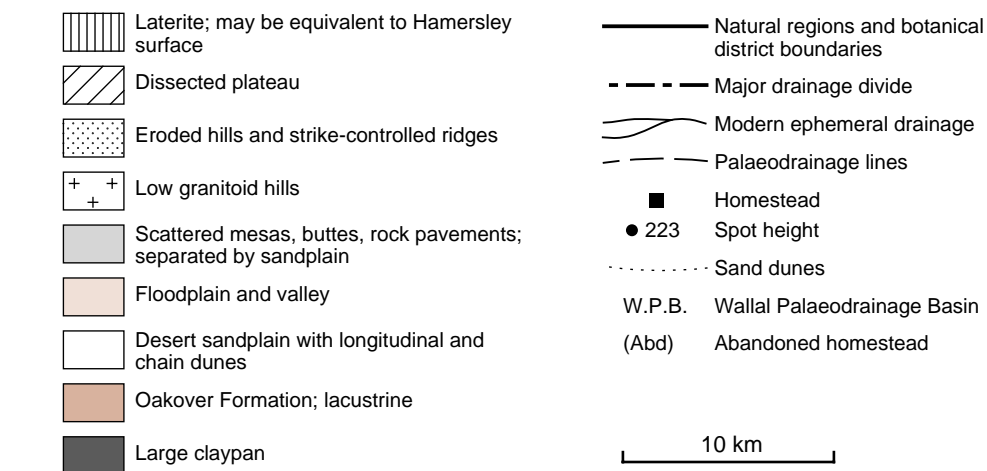 Laterite; may be equivalent to Hamersley
surface
Dissected plateau
Eroded hills and strike-controlled ridges
Low granitoid hills
Scattered mesas, buttes, rock pavements;
separated by sandplain
Floodplain and valley
Desert sandplain with longitudinal and
chain dunes
Oakover Formation; lacustrine
Large claypan
Natural regions and botanical
district boundaries
Major drainage divide
Modern ephemeral drainage
Palaeodrainage lines
Homestead
223 Spot height
Sand dunes
W.P.B. Wallal Palaeodrainage Basin
(Abd) Abandoned homestead
10 km